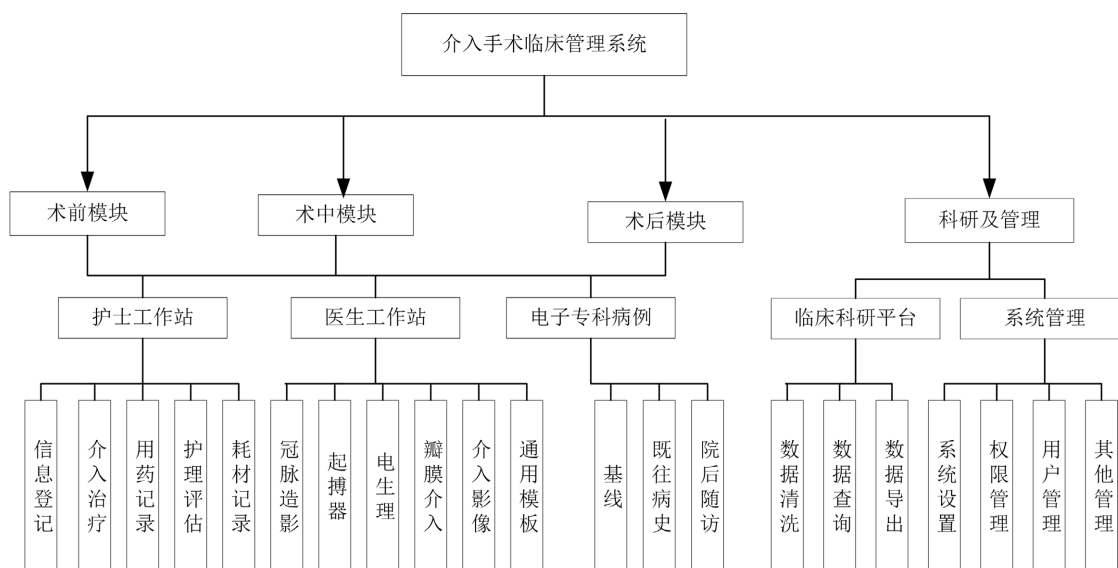 介入手术临床管理系统
术前模块
术中模块
术后模块
科研及管理
护士工作站
医生工作站
电子专科病例
临床科研平台
系统管理
信息登记
介入治疗
用药记录
护理评估
耗材记录
冠脉造影
起搏器
电生理
瓣膜介入
介入影像
通用模板
基线
既往病史
院后随访
数据清洗
数据查询
数据导出
系统设置
权限管理
用户管理
其他管理